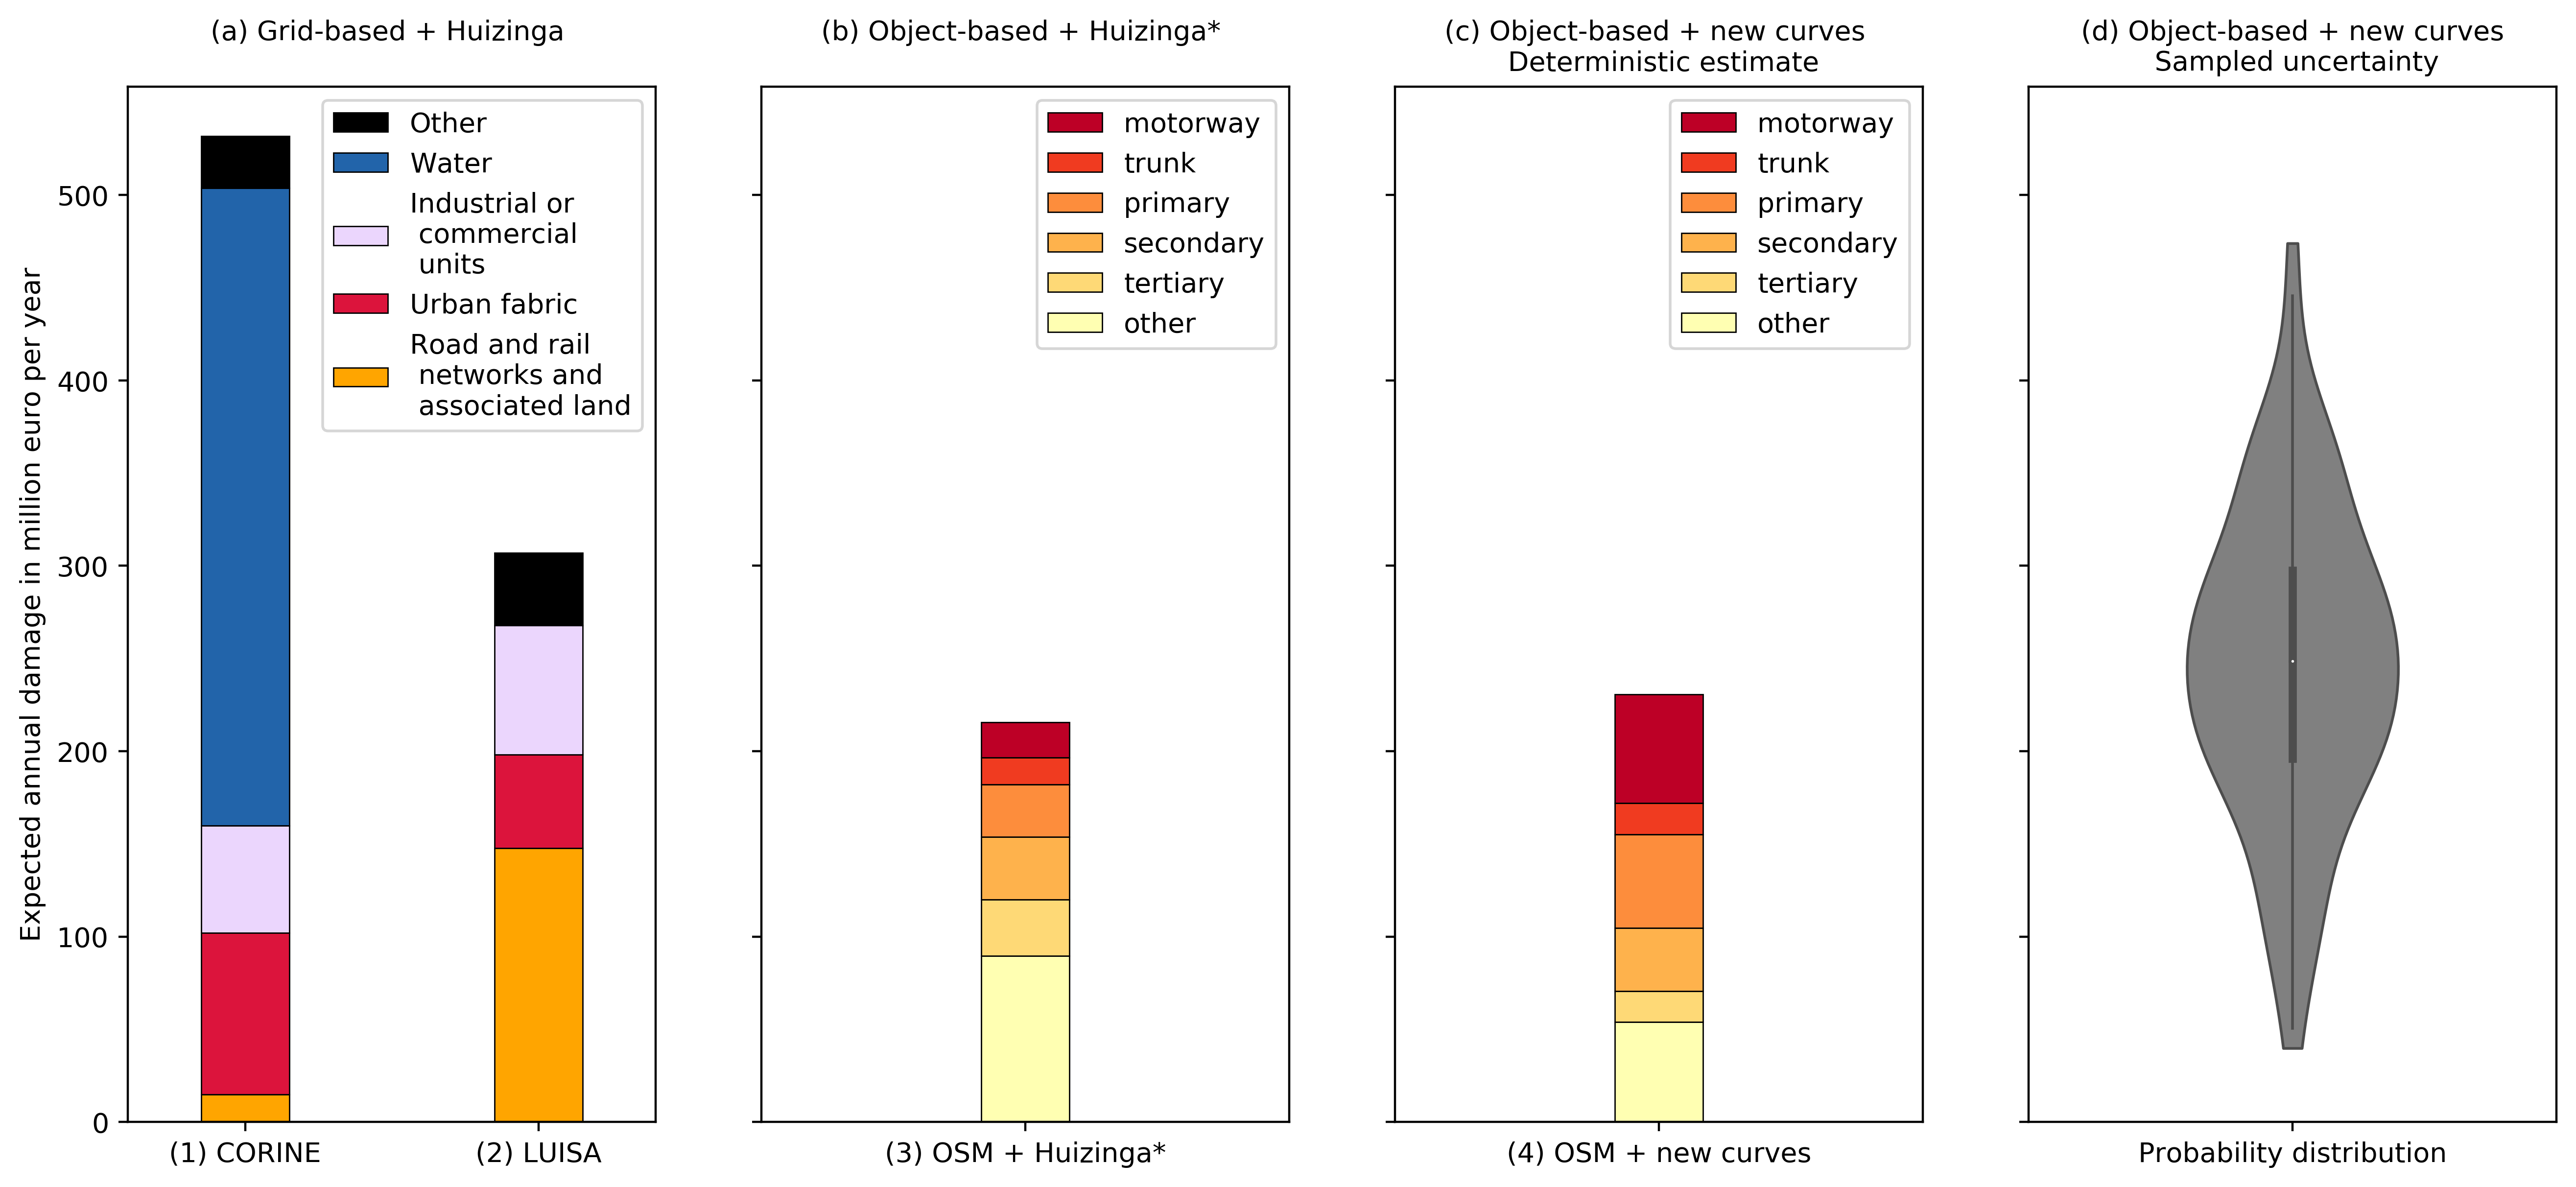 (a) Grid-based + Huizinga
(b) Object-based + Huizinga*
(c) Object-based + new curves
Deterministic estimate
(d) Object-based + new curves
Sampled uncertainty
Expected annual damage in million euro per year
500
400
300
200
100
0
Other
Water
Industrial or
commercial
units
Urban fabric
Road and rail
networks and
associated land
(1) CORINE
(2) LUISA
motorway
trunk
primary
secondary
tertiary
other
(3) OSM + Huizinga*
motorway
trunk
primary
secondary
tertiary
other
(4) OSM + new curves
Probability distribution